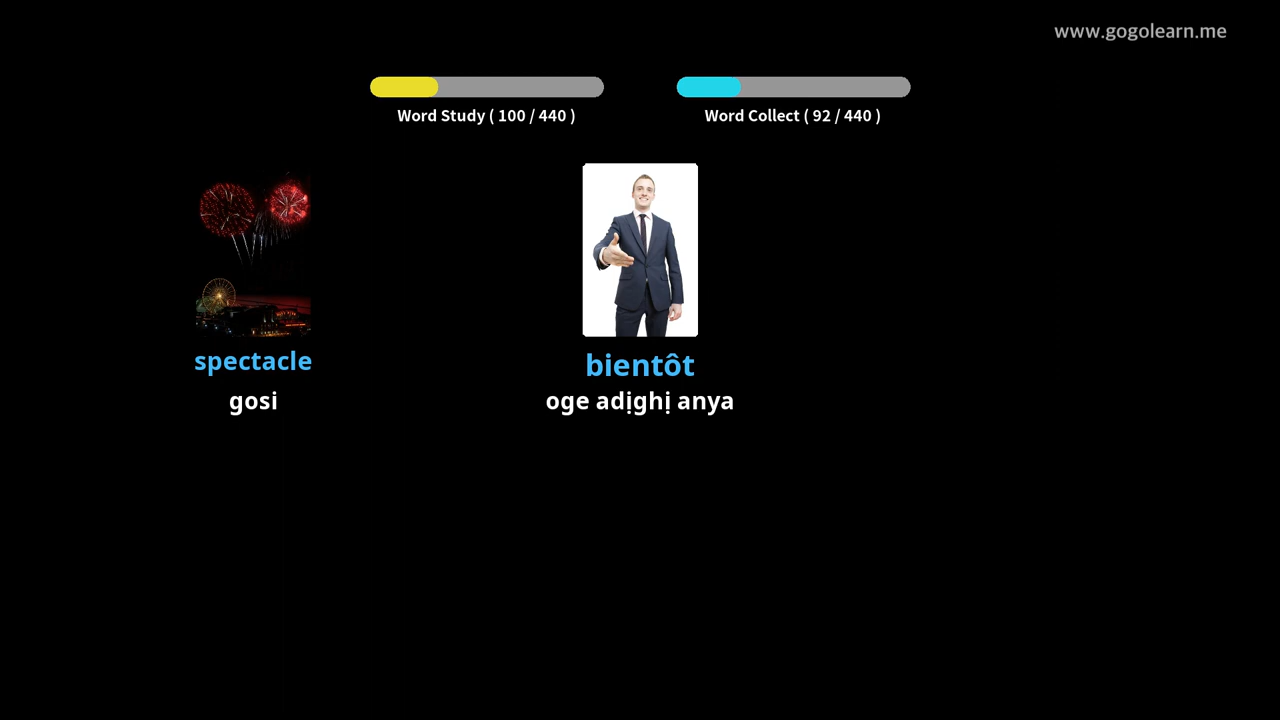 www.gogolearn.me
Word Study ( 100 / 440 )
Word Collect ( 92 / 440 )
spectacle
gosi
bientôt
oge adịghị anya